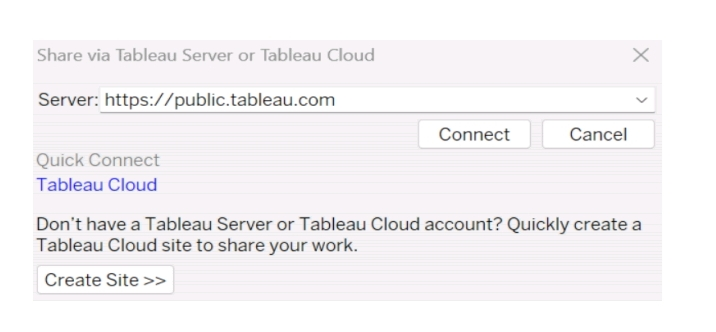 Share via Tableau Server or Tableau Cloud
Server: https://public.tableau.com
Connect Cancel
Quick Connect
Tableau Cloud
Don't have a Tableau Server or Tableau Cloud account? Quickly create a
Tableau Cloud site to share your work.
Create Site >>